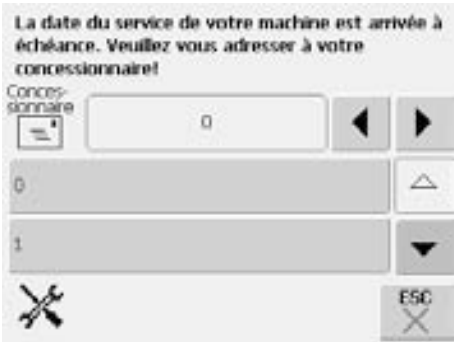 La date du service de votre machine est arrivée à
échéance. Veuillez vous adresser à votre
concessionnaire!
Conces-
sionnaire
0
0
1
ESC